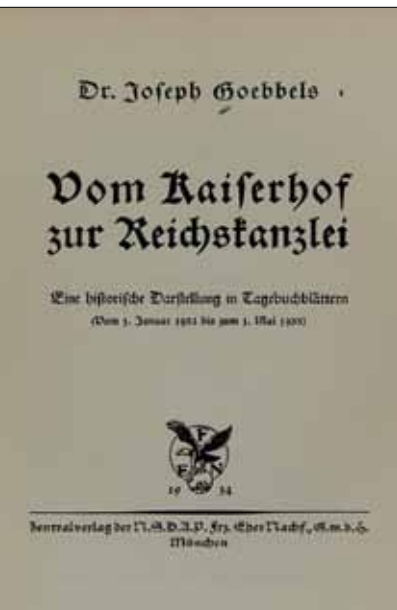 Dr. Joseph Goebbels
Vom Kaiserhof
zur Reichskanzlei
Eine historische Darstellung in Tagebuchblättern
(Vom 1. Januar 1932 bis zum 1. Mai 1933)
F
E N
19 34
Zentralverlag der N.S.D.A.P. Frz. Eher Nachf., G.m.b.H.
München